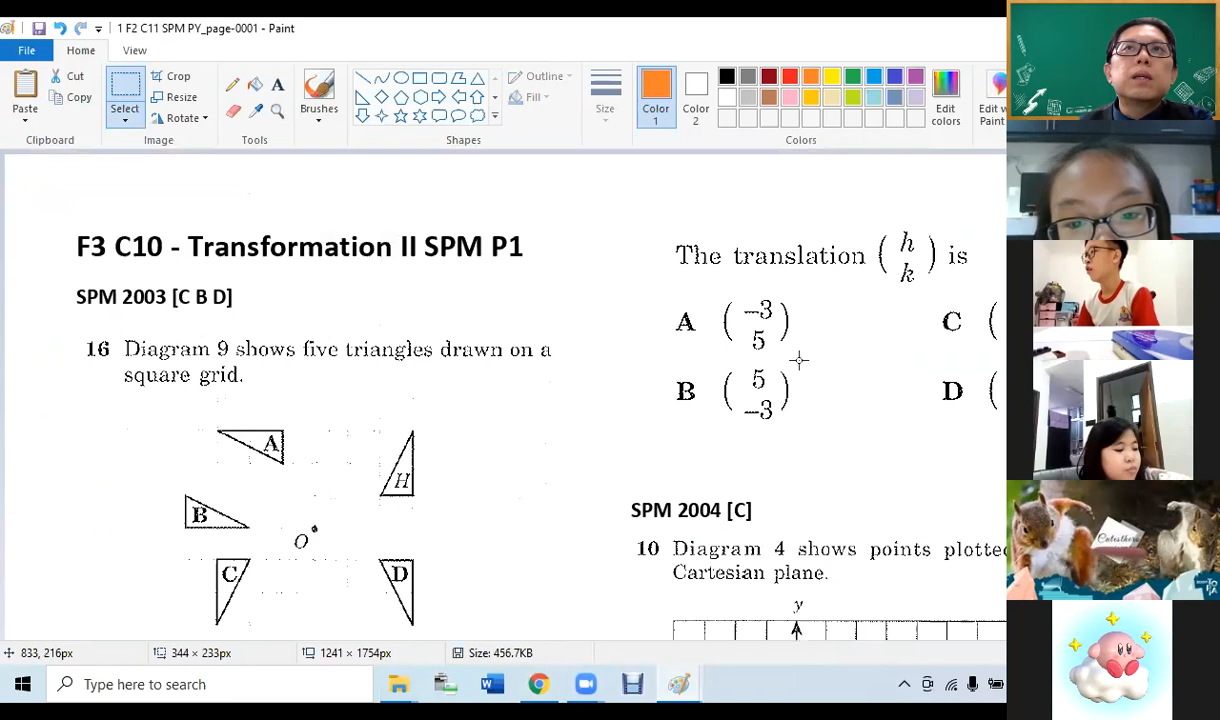 1 F2 C11 SPM PY_page-0001 - Paint
File
Home
View
Paste
Cut
Copy
Clipboard
Select
Crop
Resize
Rotate
Image
Tools
Brushes
Shapes
Outline
Fill
Size
Color 1
Color 2
Edit colors
Edit w
Paint
Colors
F3 C10 - Transformation II SPM P1
SPM 2003 [C B D]
16 Diagram 9 shows five triangles drawn on a
square grid.
A
H
B
O
C
D
The translation ( h
k ) is
A ( -3
5 )
C (
B ( 5
-3 )
D (
SPM 2004 [C]
10 Diagram 4 shows points plotted
Cartesian plane.
y
833, 216px
344 × 233px
1241 × 1754px
Size: 456.7KB
Type here to search